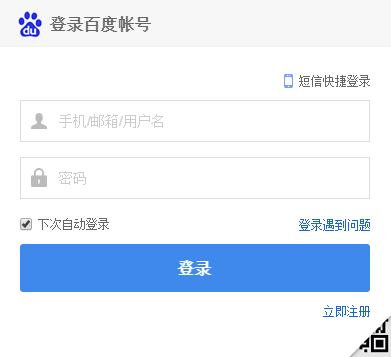 du 登录百度帐号
短信快捷登录
手机/邮箱/用户名
密码
下次自动登录 登录遇到问题
登录
立即注册